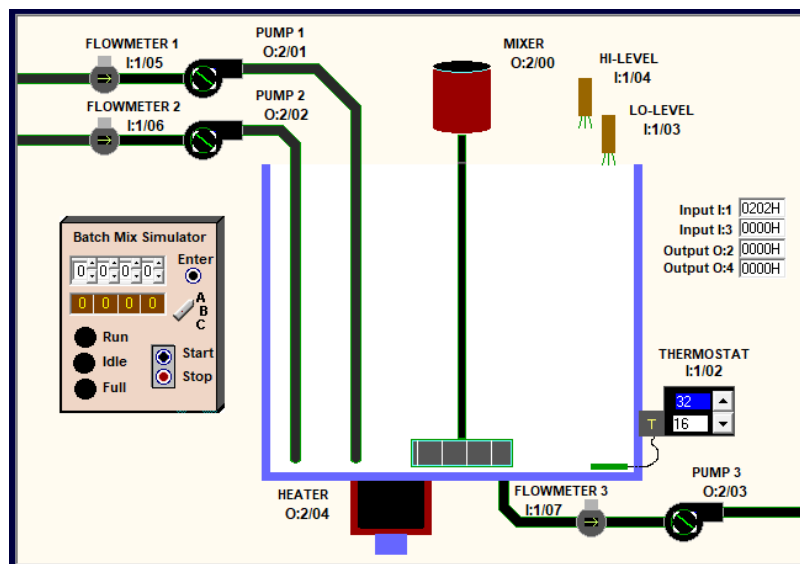 FLOWMETER 1
I:1/05
PUMP 1
O:2/01
MIXER
O:2/00
HI-LEVEL
I:1/04
FLOWMETER 2
I:1/06
PUMP 2
O:2/02
LO-LEVEL
I:1/03
Input I:1 0202H
Input I:3 0000H
Output O:2 0000H
Output O:4 0000H
Batch Mix Simulator
0 0 0 0
Enter
0 0 0 0
A
B
C
Run
Idle
Full
Start
Stop
THERMOSTAT
I:1/02
32
16
T
HEATER
O:2/04
FLOWMETER 3
I:1/07
PUMP 3
O:2/03